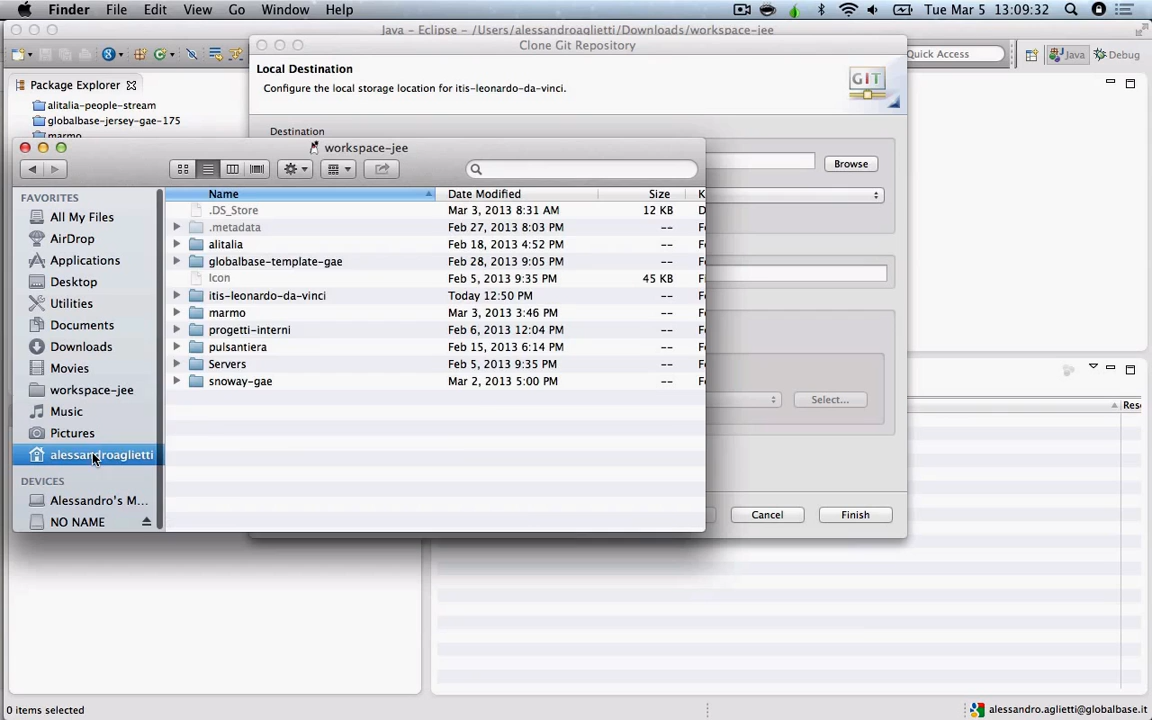 Finder File Edit View Go Window Help Tue Mar 5 13:09:32
Java - Eclipse - /Users/alessandroaglietti/Downloads/workspace-jee
Clone Git Repository
Quick Access Java Debug
Local Destination
GIT
Configure the local storage location for itis-leonardo-da-vinci.
Package Explorer
alitalia-people-stream
globalbase-jersey-gae-175
marmo
Destination
Browse
workspace-jee
FAVORITES
All My Files
AirDrop
Applications
Desktop
Utilities
Documents
Downloads
Movies
workspace-jee
Music
Pictures
alessandroaglietti
DEVICES
Alessandro's M...
NO NAME
Name Date Modified Size K
.DS_Store Mar 3, 2013 8:31 AM 12 KB D
.metadata Feb 27, 2013 8:03 PM -- F
alitalia Feb 18, 2013 4:52 PM -- F
globalbase-template-gae Feb 28, 2013 9:05 PM -- F
Icon Feb 5, 2013 9:35 PM 45 KB F
itis-leonardo-da-vinci Today 12:50 PM -- F
marmo Mar 3, 2013 3:46 PM -- F
progetti-interni Feb 6, 2013 12:04 PM -- F
pulsantiera Feb 15, 2013 6:14 PM -- F
Servers Feb 5, 2013 9:35 PM -- F
snoway-gae Mar 2, 2013 5:00 PM -- F
Select...
Res
Cancel Finish
0 items selected
alessandro.aglietti@globalbase.it